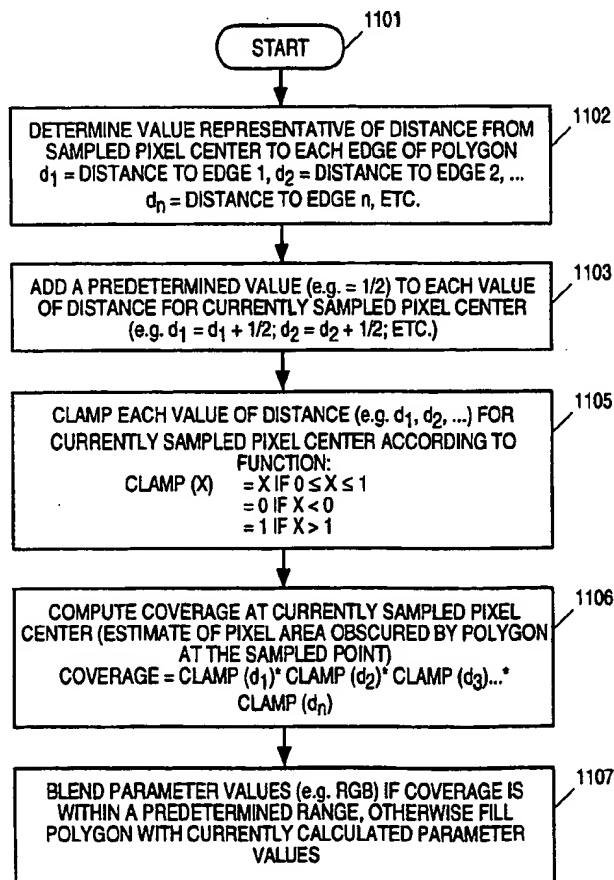 1101
START
1102
DETERMINE VALUE REPRESENTATIVE OF DISTANCE FROM
SAMPLED PIXEL CENTER TO EACH EDGE OF POLYGON
d1 = DISTANCE TO EDGE 1, d2 = DISTANCE TO EDGE 2, ...
dn = DISTANCE TO EDGE n, ETC.
1103
ADD A PREDETERMINED VALUE (e.g. = 1/2) TO EACH VALUE
OF DISTANCE FOR CURRENTLY SAMPLED PIXEL CENTER
(e.g. d1 = d1 + 1/2; d2 = d2 + 1/2; ETC.)
1105
CLAMP EACH VALUE OF DISTANCE (e.g. d1, d2, ...) FOR
CURRENTLY SAMPLED PIXEL CENTER ACCORDING TO
FUNCTION:
CLAMP (X) = X IF 0 ≤ X ≤ 1
= 0 IF X < 0
= 1 IF X > 1
1106
COMPUTE COVERAGE AT CURRENTLY SAMPLED PIXEL
CENTER (ESTIMATE OF PIXEL AREA OBSCURED BY POLYGON
AT THE SAMPLED POINT)
COVERAGE = CLAMP (d1)* CLAMP (d2)* CLAMP (d3)...*
CLAMP (dn)
1107
BLEND PARAMETER VALUES (e.g. RGB) IF COVERAGE IS
WITHIN A PREDETERMINED RANGE, OTHERWISE FILL
POLYGON WITH CURRENTLY CALCULATED PARAMETER
VALUES